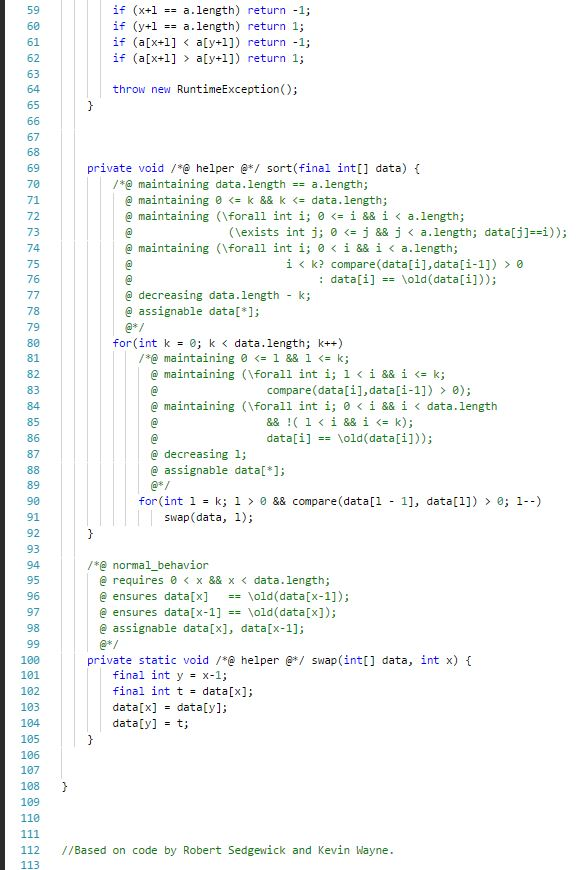 59 if (x+l == a.length) return -1;
60 if (y+l == a.length) return 1;
61 if (a[x+l] < a[y+l]) return -1;
62 if (a[x+l] > a[y+l]) return 1;
63
64 throw new RuntimeException();
65 }
66
67
68
69 private void /*@ helper @*/ sort(final int[] data) {
70 /*@ maintaining data.length == a.length;
71 @ maintaining 0 <= k && k <= data.length;
72 @ maintaining (\forall int i; 0 <= i && i < a.length;
73 @ (\exists int j; 0 <= j && j < a.length; data[j]==i));
74 @ maintaining (\forall int i; 0 < i && i < a.length;
75 @ i < k? compare(data[i],data[i-1]) > 0
76 @ : data[i] == \old(data[i]));
77 @ decreasing data.length - k;
78 @ assignable data[*];
79 @*/
80 for(int k = 0; k < data.length; k++)
81 /*@ maintaining 0 <= l && l <= k;
82 @ maintaining (\forall int i; l < i && i <= k;
83 @ compare(data[i],data[i-1]) > 0);
84 @ maintaining (\forall int i; 0 < i && i < data.length
85 @ && !( l < i && i <= k);
86 @ data[i] == \old(data[i]));
87 @ decreasing l;
88 @ assignable data[*];
89 @*/
90 for(int l = k; l > 0 && compare(data[l - 1], data[l]) > 0; l--)
91 swap(data, l);
92 }
93
94 /*@ normal_behavior
95 @ requires 0 < x && x < data.length;
96 @ ensures data[x] == \old(data[x-1]);
97 @ ensures data[x-1] == \old(data[x]);
98 @ assignable data[x], data[x-1];
99 @*/
100 private static void /*@ helper @*/ swap(int[] data, int x) {
101 final int y = x-1;
102 final int t = data[x];
103 data[x] = data[y];
104 data[y] = t;
105 }
106
107
108 }
109
110
111
112 //Based on code by Robert Sedgewick and Kevin Wayne.
113